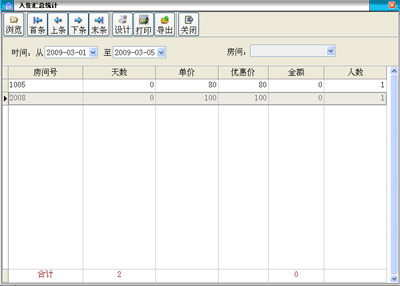 入住汇总统计
浏览 首条 上条 下条 末条 设计 打印 导出 关闭
时间：从 2009-03-01 至 2009-03-05 房间：
房间号 天数 单价 优惠价 金额 人数
1005 0 80 80 0 1
2008 0 100 100 0 1
合计 2 0